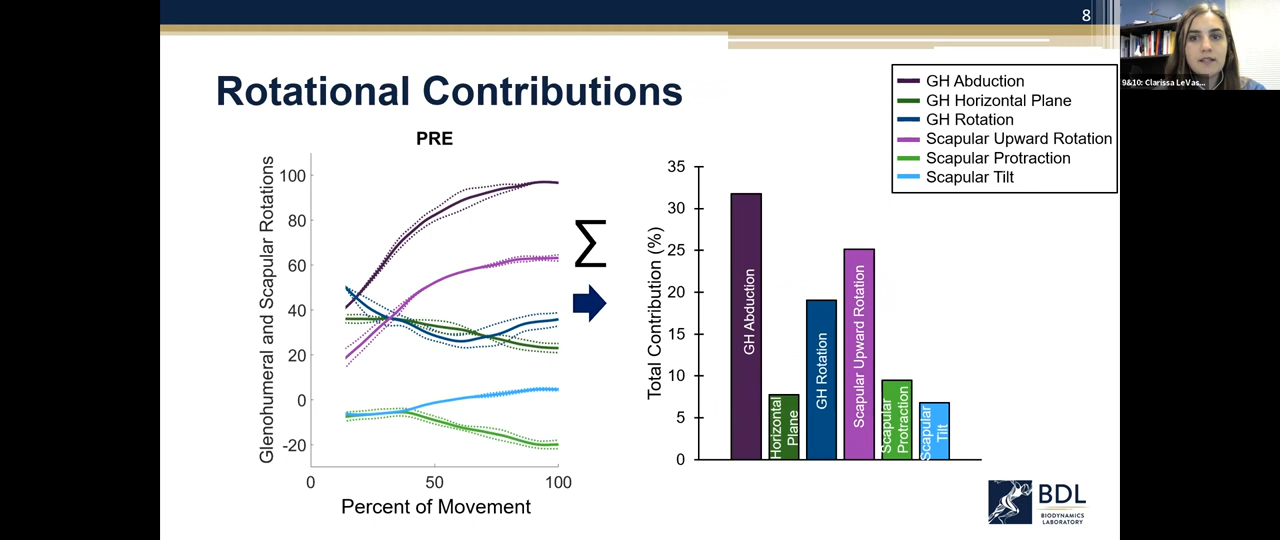 8
9&10: Clarissa LeVas...
Rotational Contributions
GH Abduction
GH Horizontal Plane
GH Rotation
Scapular Upward Rotation
Scapular Protraction
Scapular Tilt
PRE
Glenohumeral and Scapular Rotations
100
80
60
40
20
0
-20
0
50
100
Percent of Movement
∑
Total Contribution (%)
35
30
25
20
15
10
5
0
GH Abduction
Horizontal
Plane
GH Rotation
Scapular Upward Rotation
Scapular
Protraction
Scapular
Tilt
BDL
BIODYNAMICS
LABORATORY